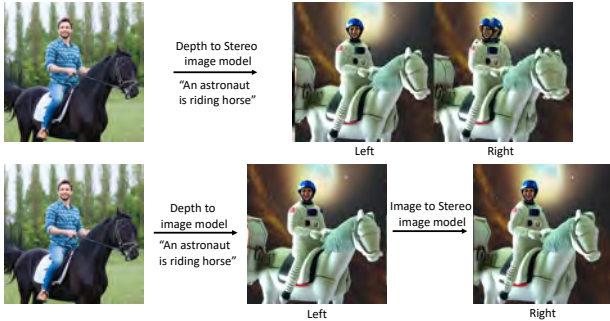 Depth to Stereo
image model
“An astronaut
is riding horse”
Left
Right
Depth to
image model
“An astronaut
is riding horse”
Image to Stereo
image model
Left
Right